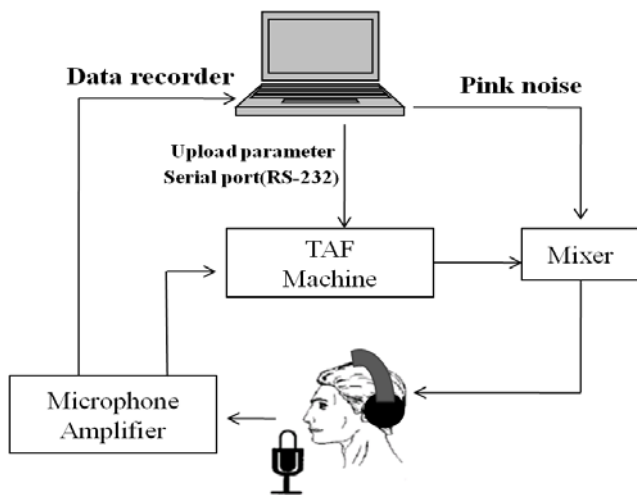 Data recorder
Pink noise
Upload parameter
Serial port(RS-232)
TAF
Machine
Mixer
Microphone
Amplifier